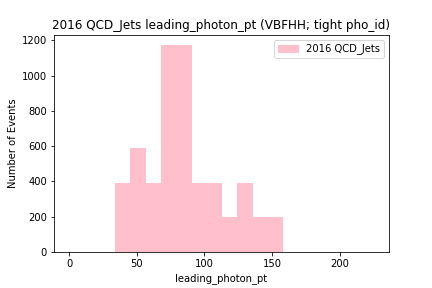 2016 QCD_Jets leading_photon_pt (VBFHH; tight pho_id)
2016 QCD_Jets
Number of Events
1200
1000
800
600
400
200
0
0 50 100 150 200
leading_photon_pt